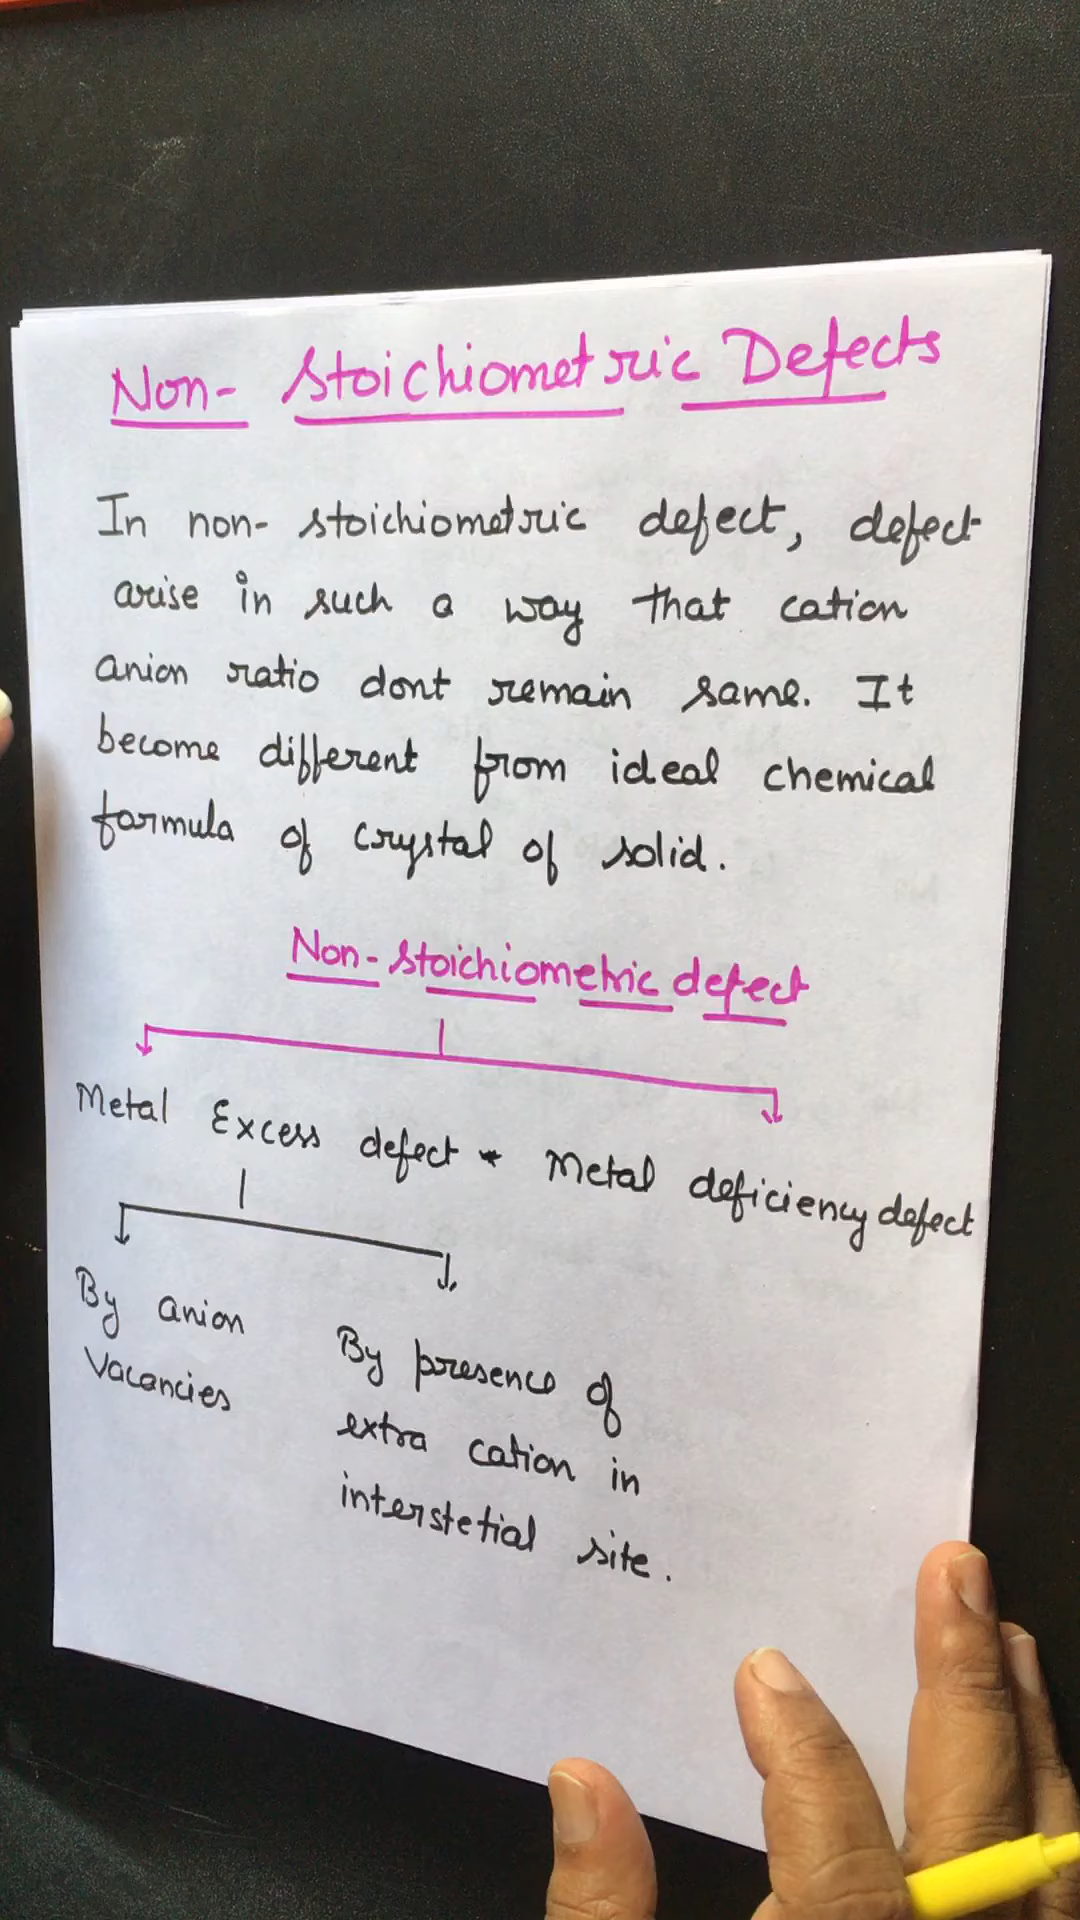 Non- Stoichiometric Defects
In non- stoichiometric defect, defect
arise in such a way that cation
anion ratio dont remain same. It
become different from ideal chemical
formula of crystal of solid.
Non-Stoichiometric defect
Metal Excess defect Metal deficiency defect
By anion
Vacancies
By presence of
extra cation in
interstetial site.